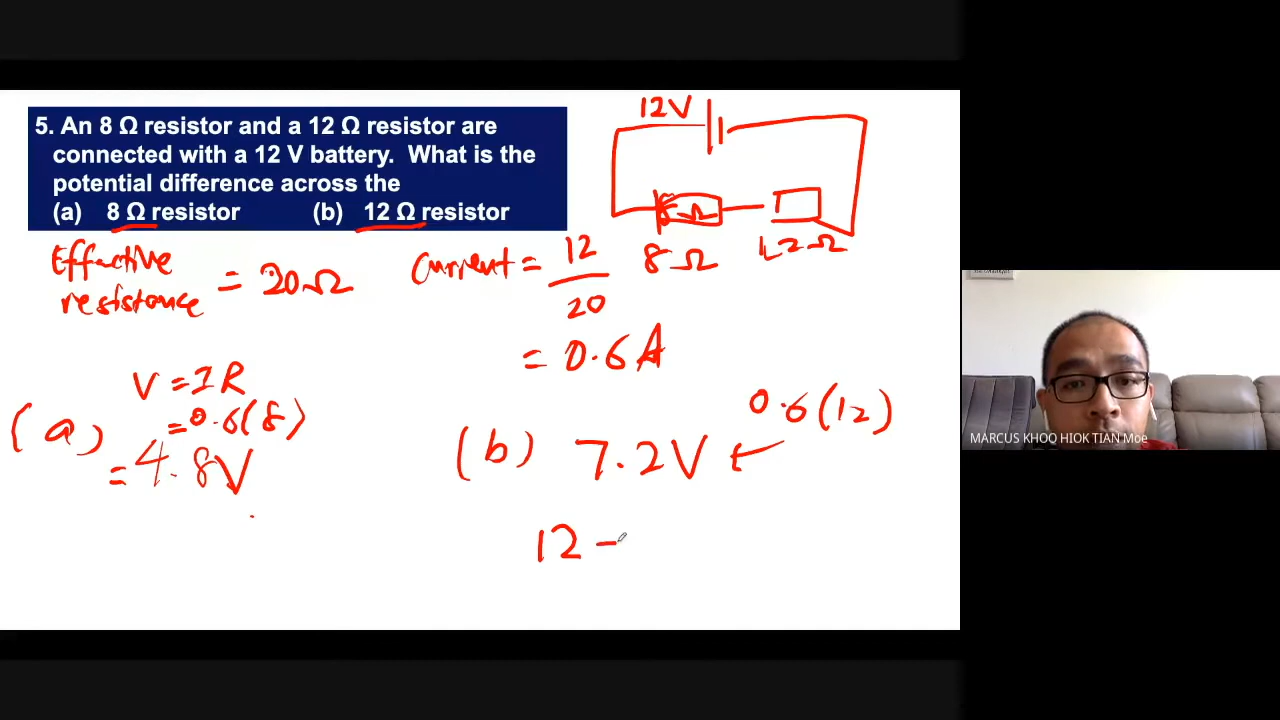 5. An 8 Ω resistor and a 12 Ω resistor are
connected with a 12 V battery. What is the
potential difference across the
(a) 8 Ω resistor (b) 12 Ω resistor
12V
8Ω
8Ω
12Ω
Effective
resistance = 20Ω
Current = 12
20
= 0.6A
V = IR
(a) = 0.6(8)
= 4.8V
(b) 7.2V ← 0.6(12)
12 -
MARCUS KHOO HIOK TIAN Moe